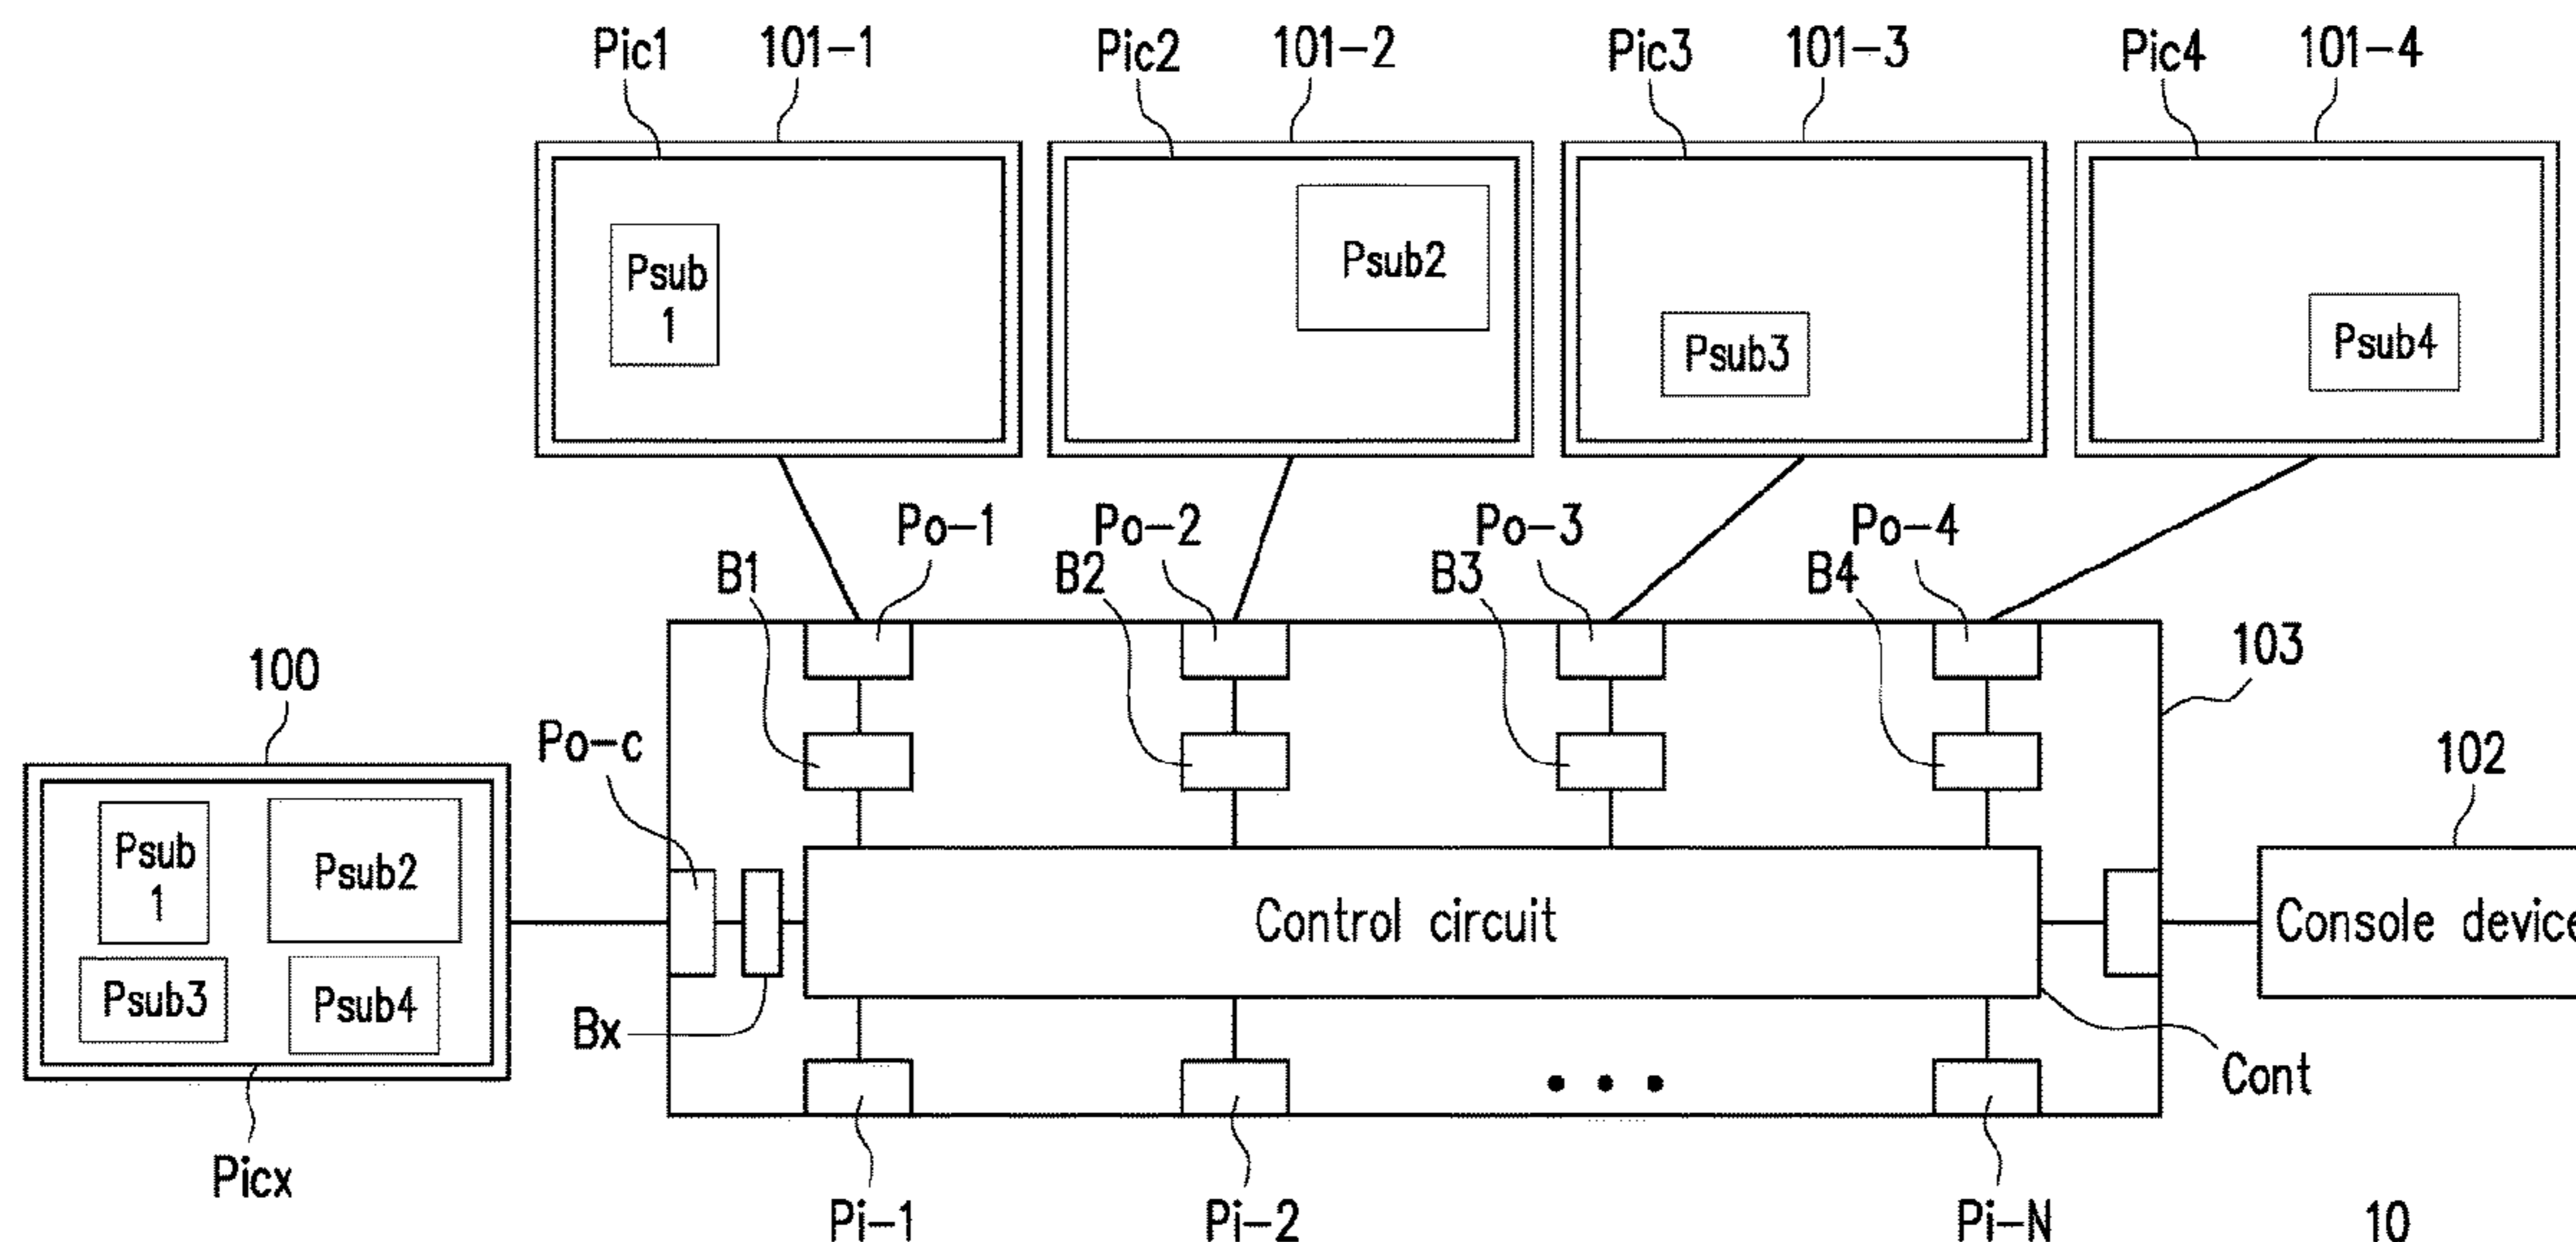 Pic1
101-1
Pic2
101-2
Pic3
101-3
Pic4
101-4
Psub
1
Psub2
Psub3
Psub4
Po-1
Po-2
Po-3
Po-4
B1
B2
B3
B4
103
100
Po-c
102
Psub
1
Psub2
Psub3
Psub4
Control circuit
Console device
Bx
Cont
Picx
Pi-1
Pi-2
Pi-N
10